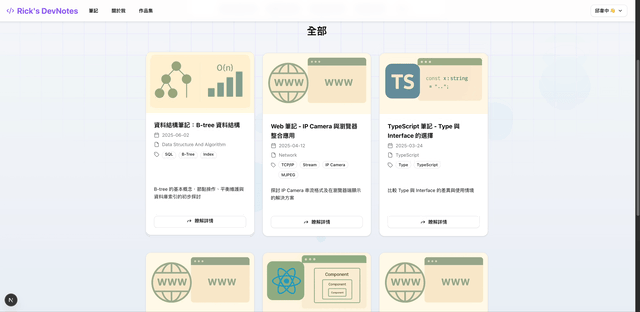 </> Rick's DevNotes
筆記
關於我
作品集
部署中
全部
O(n)
資料結構筆記：B-tree 資料結構
2025-06-02
Data Structure And Algorithm
SQL B-Tree Index
B-tree 的基本概念、節點操作、平衡維護與
資料庫索引的初步探討
瞭解詳情
WWW WWW
Web 筆記 - IP Camera 與瀏覽器
整合應用
2025-04-12
Network
TCP/IP Stream IP Camera
MJPEG
探討 IP Camera 串流格式及在瀏覽器端顯示
的解決方案
瞭解詳情
TS
const x:string
= "..";
TypeScript 筆記 - Type 與
Interface 的選擇
2025-03-24
TypeScript
Type TypeScript
比較 Type 與 Interface 的差異與使用情境
瞭解詳情
WWW WWW
Component
Component
Component
WWW WWW
N